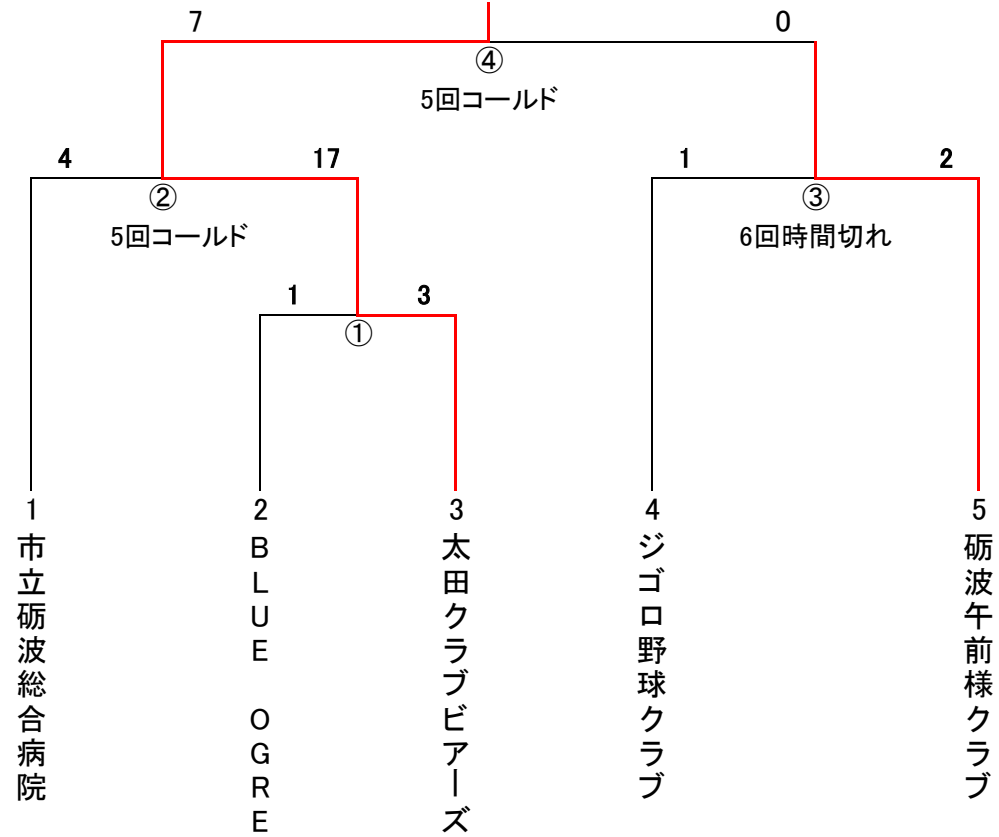 7 0
④
5回コールド
4 17 1 2
② ③
5回コールド 6回時間切れ
1 3
①
1 2 3 4 5
市立砺波総合病院
BLUE OGRE
太田クラブビアーズ
ジゴロ野球クラブ
砺波午前様クラブ